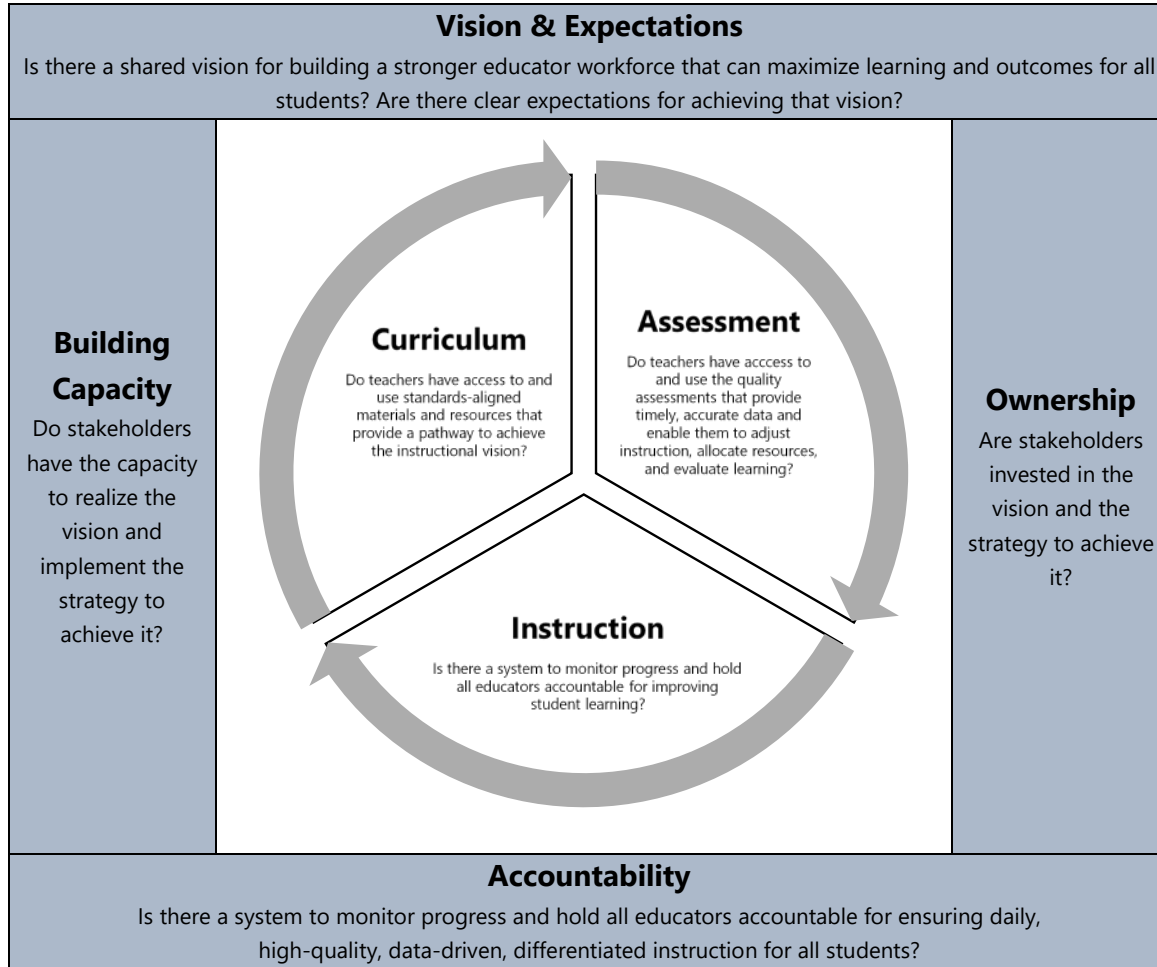 Vision & Expectations
Is there a shared vision for building a stronger educator workforce that can maximize learning and outcomes for all
students? Are there clear expectations for achieving that vision?
Building
Capacity
Do stakeholders
have the capacity
to realize the
vision and
implement the
strategy to
achieve it?
Curriculum
Do teachers have access to and
use standards-aligned
materials and resources that
provide a pathway to achieve
the instructional vision?
Assessment
Do teachers have acccess to
and use the quality
assessments that provide
timely, accurate data and
enable them to adjust
instruction, allocate resources,
and evaluate learning?
Instruction
Is there a system to monitor progress and hold
all educators accountable for improving
student learning?
Ownership
Are stakeholders
invested in the
vision and the
strategy to achieve
it?
Accountability
Is there a system to monitor progress and hold all educators accountable for ensuring daily,
high-quality, data-driven, differentiated instruction for all students?